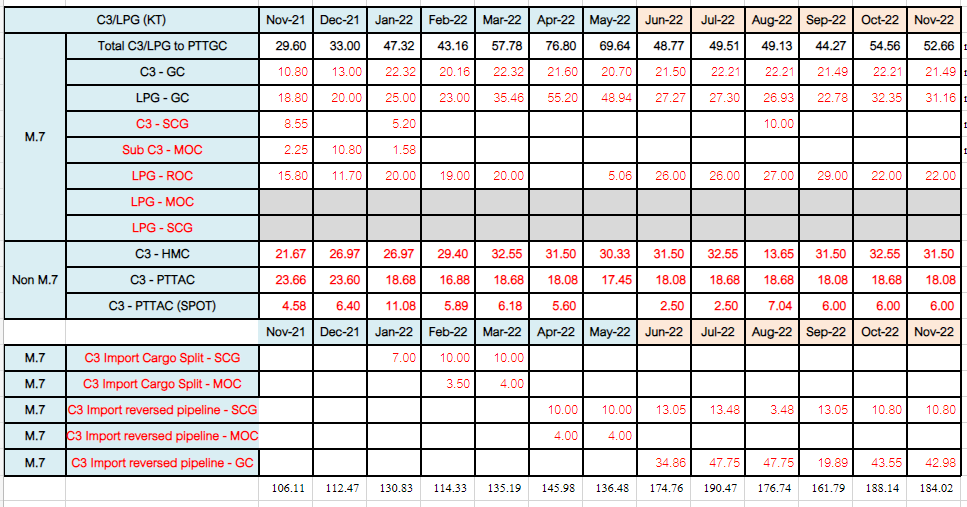 C3/LPG (KT) Nov-21 Dec-21 Jan-22 Feb-22 Mar-22 Apr-22 May-22 Jun-22 Jul-22 Aug-22 Sep-22 Oct-22 Nov-22
M.7
Total C3/LPG to PTTGC 29.60 33.00 47.32 43.16 57.78 76.80 69.64 48.77 49.51 49.13 44.27 54.56 52.66
C3 - GC 10.80 13.00 22.32 20.16 22.32 21.60 20.70 21.50 22.21 22.21 21.49 22.21 21.49
LPG - GC 18.80 20.00 25.00 23.00 35.46 55.20 48.94 27.27 27.30 26.93 22.78 32.35 31.16
C3 - SCG 8.55 5.20 10.00
Sub C3 - MOC 2.25 10.80 1.58
LPG - ROC 15.80 11.70 20.00 19.00 20.00 5.06 26.00 26.00 27.00 29.00 22.00 22.00
LPG - MOC
LPG - SCG
Non M.7
C3 - HMC 21.67 26.97 26.97 29.40 32.55 31.50 30.33 31.50 32.55 13.65 31.50 32.55 31.50
C3 - PTTAC 23.66 23.60 18.68 16.88 18.68 18.08 17.45 18.08 18.68 18.68 18.08 18.68 18.08
C3 - PTTAC (SPOT) 4.58 6.40 11.08 5.89 6.18 5.60 2.50 2.50 7.04 6.00 6.00 6.00
Nov-21 Dec-21 Jan-22 Feb-22 Mar-22 Apr-22 May-22 Jun-22 Jul-22 Aug-22 Sep-22 Oct-22 Nov-22
M.7 C3 Import Cargo Split - SCG 7.00 10.00 10.00
M.7 C3 Import Cargo Split - MOC 3.50 4.00
M.7 C3 Import reversed pipeline - SCG 10.00 10.00 13.05 13.48 3.48 13.05 10.80 10.80
M.7 C3 Import reversed pipeline - MOC 4.00 4.00
M.7 C3 Import reversed pipeline - GC 34.86 47.75 47.75 19.89 43.55 42.98
106.11 112.47 130.83 114.33 135.19 145.98 136.48 174.76 190.47 176.74 161.79 188.14 184.02